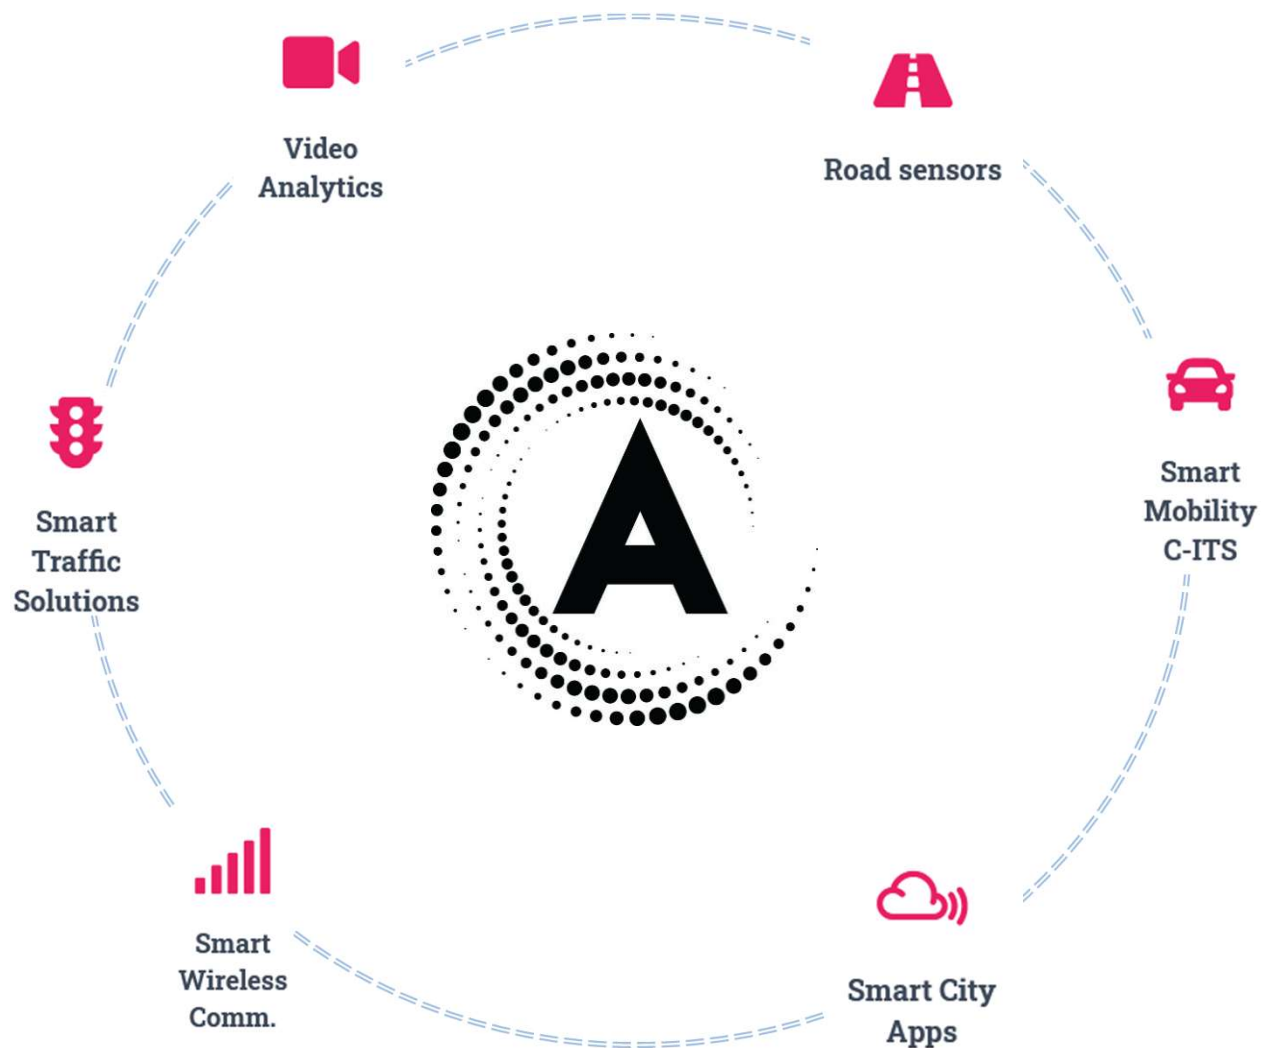 Video
Analytics
Road sensors
Smart
Mobility
C-ITS
Smart
Traffic
Solutions
A
Smart
Wireless
Comm.
Smart City
Apps